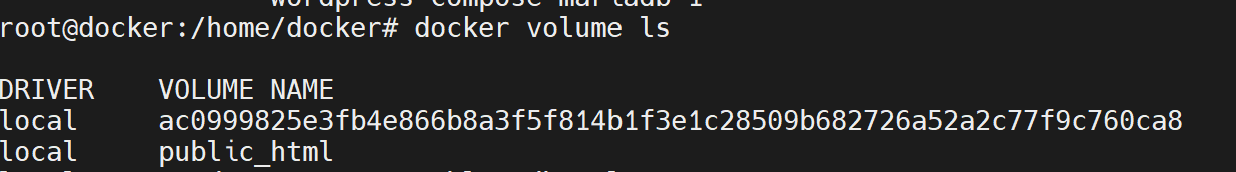 root@docker:/home/docker# docker volume ls
DRIVER    VOLUME NAME
local     ac0999825e3fb4e866b8a3f5f814b1f3e1c28509b682726a52a2c77f9c760ca8
local     public_html